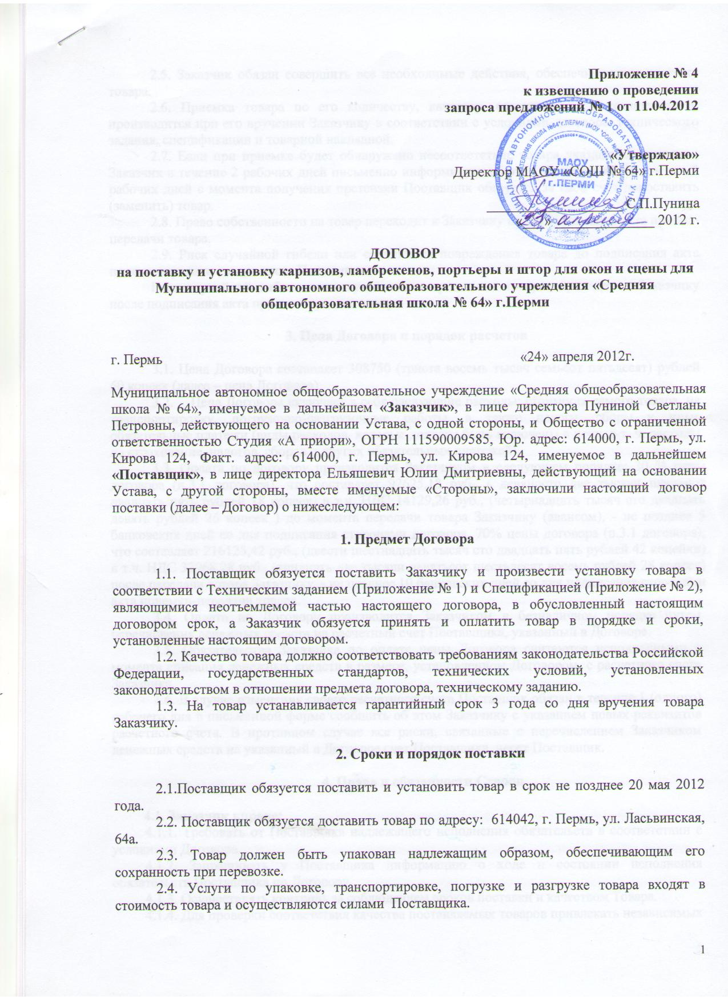 Приложение № 4
к извещению о проведении
запроса предложений № 1 от 11.04.2012
«Утверждаю»
Директор МАОУ «СОШ № 64» г.Перми
С.П.Пунина
апреля 2012 г.
МАОУ
"СОШ №64"
г.ПЕРМИ
ДОГОВОР
на поставку и установку карнизов, ламбрекенов, портьеры и штор для окон и сцены для
Муниципального автономного общеобразовательного учреждения «Средняя
общеобразовательная школа № 64» г.Перми
г. Пермь «24» апреля 2012г.
Муниципальное автономное общеобразовательное учреждение «Средняя общеобразовательная
школа № 64», именуемое в дальнейшем «Заказчик», в лице директора Пуниной Светланы
Петровны, действующего на основании Устава, с одной стороны, и Общество с ограниченной
ответственностью Студия «А приори», ОГРН 111590009585, Юр. адрес: 614000, г. Пермь, ул.
Кирова 124, Факт. адрес: 614000, г. Пермь, ул. Кирова 124, именуемое в дальнейшем
«Поставщик», в лице директора Ельяшевич Юлии Дмитриевны, действующий на основании
Устава, с другой стороны, вместе именуемые «Стороны», заключили настоящий договор
поставки (далее – Договор) о нижеследующем:
1. Предмет Договора
1.1. Поставщик обязуется поставить Заказчику и произвести установку товара в
соответствии с Техническим заданием (Приложение № 1) и Спецификацией (Приложение № 2),
являющимися неотъемлемой частью настоящего договора, в обусловленный настоящим
договором срок, а Заказчик обязуется принять и оплатить товар в порядке и сроки,
установленные настоящим договором.
1.2. Качество товара должно соответствовать требованиям законодательства Российской
Федерации, государственных стандартов, технических условий, установленных
законодательством в отношении предмета договора, техническому заданию.
1.3. На товар устанавливается гарантийный срок 3 года со дня вручения товара
Заказчику.
2. Сроки и порядок поставки
2.1.Поставщик обязуется поставить и установить товар в срок не позднее 20 мая 2012
года.
2.2. Поставщик обязуется доставить товар по адресу: 614042, г. Пермь, ул. Ласьвинская,
64а.
2.3. Товар должен быть упакован надлежащим образом, обеспечивающим его
сохранность при перевозке.
2.4. Услуги по упаковке, транспортировке, погрузке и разгрузке товара входят в
стоимость товара и осуществляются силами Поставщика.
1